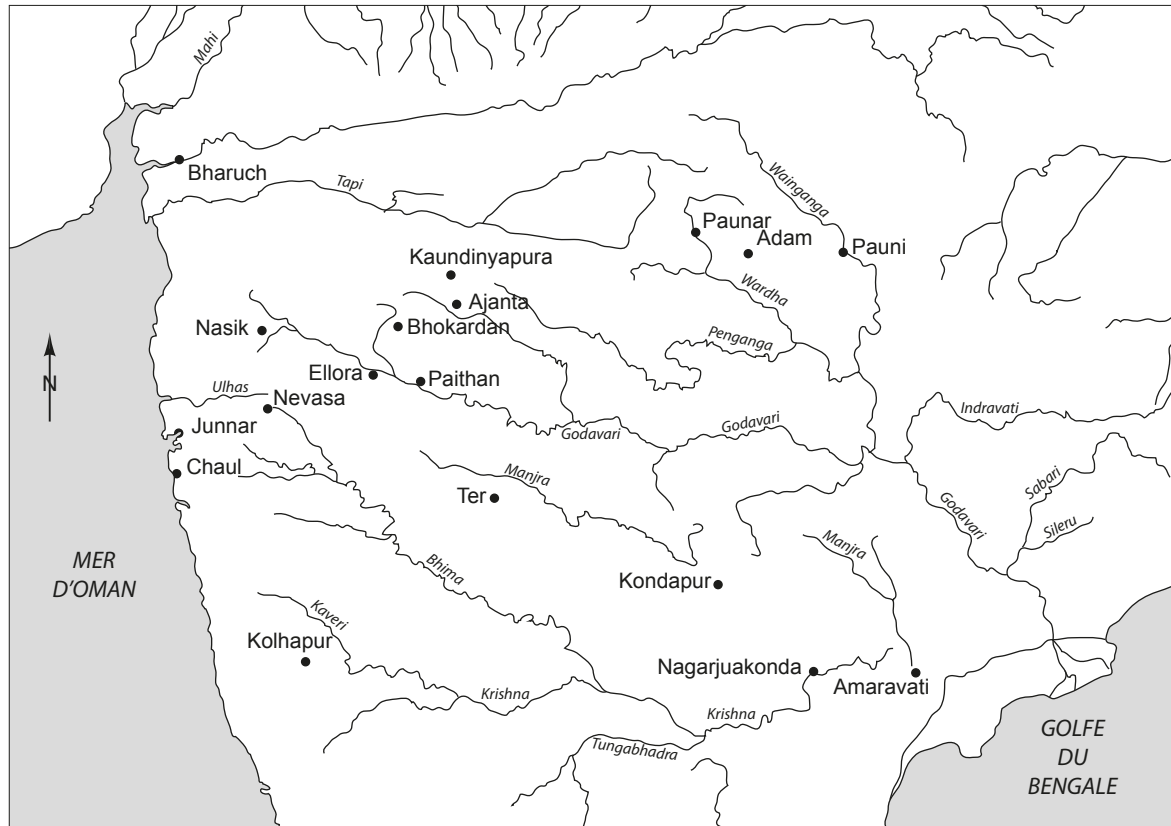 Mahi
Bharuch
Tapi
Wainganga
Paunar
Adam
Pauni
Kaundinyapura
Wardha
Ajanta
Nasik
Bhokardan
Penganga
Ellora
Paithan
N
Ulhas
Nevasa
Junnar
Godavari
Godavari
Indravati
Chaul
Manjra
Ter
Sabari
Godavari
Sileru
MER
D'OMAN
Bhima
Manjra
Kondapur
Kaveri
Kolhapur
Nagarjuakonda
Amaravati
Krishna
Krishna
Tungabhadra
GOLFE
DU
BENGALE